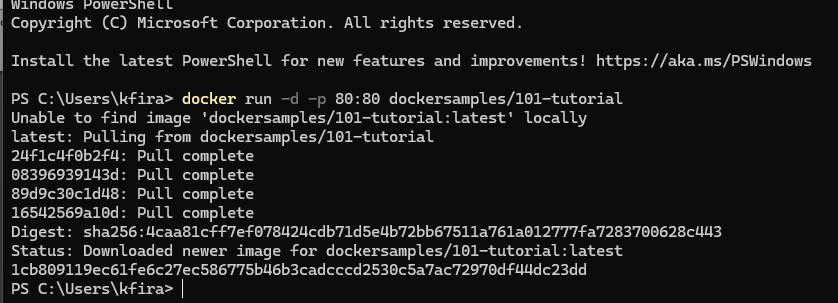 Windows PowerShell
Copyright (C) Microsoft Corporation. All rights reserved.
Install the latest PowerShell for new features and improvements! https://aka.ms/PSWindows
PS C:\Users\kfira> docker run -d -p 80:80 dockersamples/101-tutorial
Unable to find image 'dockersamples/101-tutorial:latest' locally
latest: Pulling from dockersamples/101-tutorial
24f1c4f0b2f4: Pull complete
08396939143d: Pull complete
89d9c30c1d48: Pull complete
16542569a10d: Pull complete
Digest: sha256:4caa81cff7ef078424cdb71d5e4b72bb67511a761a012777fa7283700628c443
Status: Downloaded newer image for dockersamples/101-tutorial:latest
1cb809119ec61fe6c27ec586775b46b3cadcccd2530c5a7ac72970df44dc23dd
PS C:\Users\kfira>